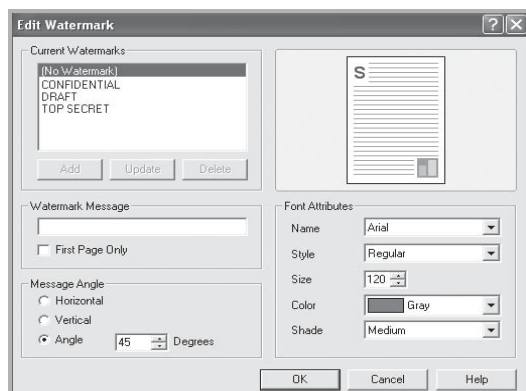 Edit Watermark
Current Watermarks
(No Watermark)
CONFIDENTIAL
DRAFT
TOP SECRET
Add Update Delete
S
Watermark Message
First Page Only
Message Angle
Horizontal
Vertical
Angle 45 Degrees
Font Attributes
Name Arial
Style Regular
Size 120
Color Gray
Shade Medium
OK Cancel Help